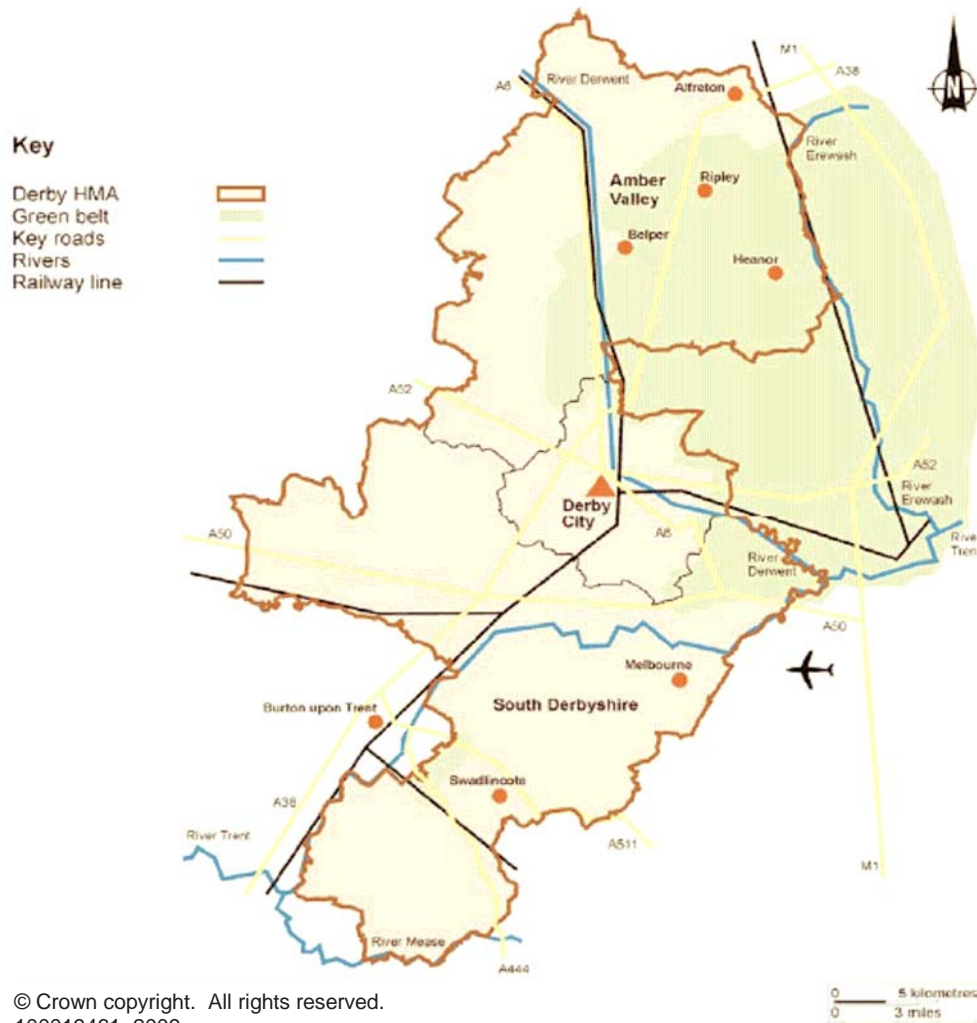 M1
A38
River Derwent
A6
Alfreton
N
Key
River
Erewash
Derby HMA
Green belt
Key roads
Rivers
Railway line
Amber
Valley
Ripley
Belper
Heanor
A52
A52
River
Erewash
Derby
City
A6
A50
River
Derwent
Rive
Tren
A50
Melbourne
Burton upon Trent
South Derbyshire
Swadlincote
A38
River Trent
A511
M1
River Mease
A444
© Crown copyright. All rights reserved.
0 5 kilometres
0 3 miles